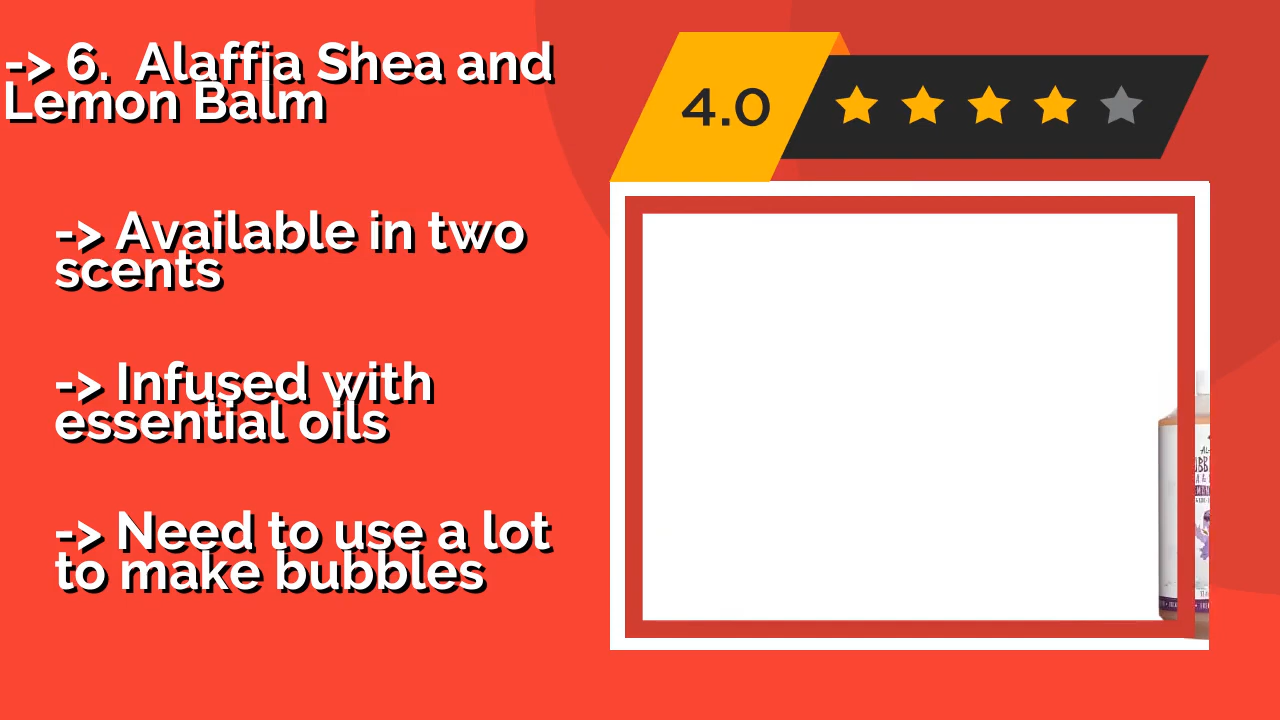 -> 6.  Alaffia Shea and
Lemon Balm
4.0
-> Available in two
scents
-> Infused with
essential oils
-> Need to use a lot
to make bubbles